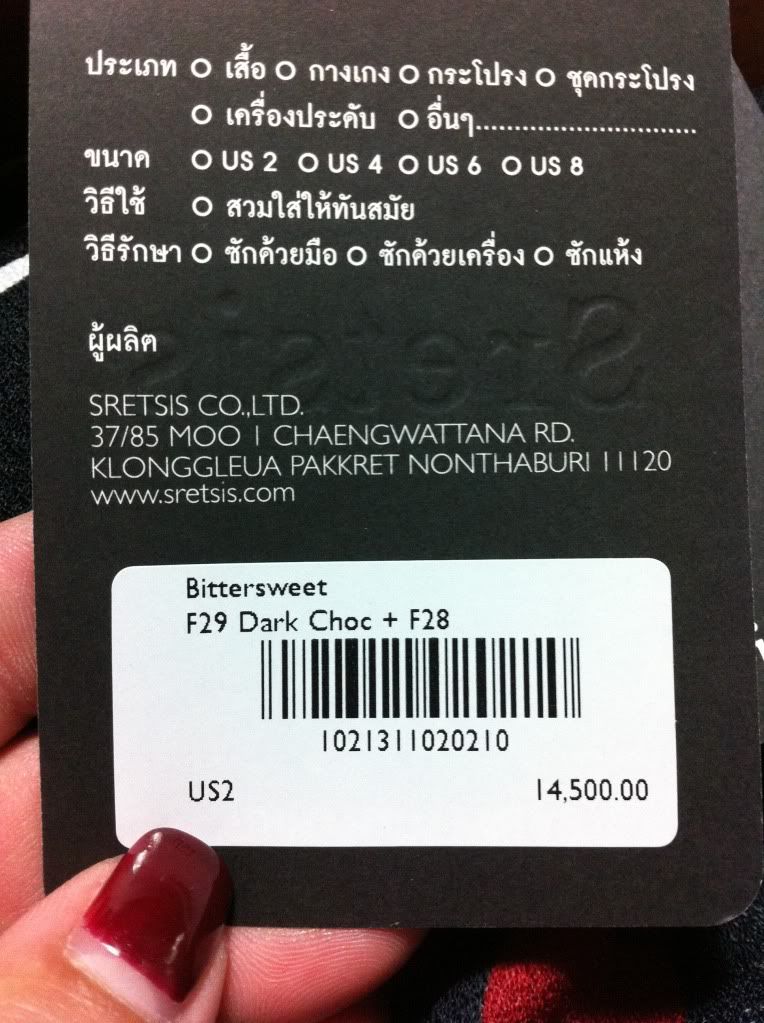 ประเภท O เสื้อ O กางเกง O กระโปรง O ชุดกระโปรง
O เครื่องประดับ O อื่นๆ............................
ขนาด O US 2 O US 4 O US 6 O US 8
วิธีใช้ O สวมใส่ให้ทันสมัย
วิธีรักษา O ซักด้วยมือ O ซักด้วยเครื่อง O ซักแห้ง
ผู้ผลิต
SRETSIS CO.,LTD.
37/85 MOO 1 CHAENGWATTANA RD.
KLONGGLEUA PAKKRET NONTHABURI 11120
www.sretsis.com
Bittersweet
F29 Dark Choc + F28
1021311020210
US2 14,500.00